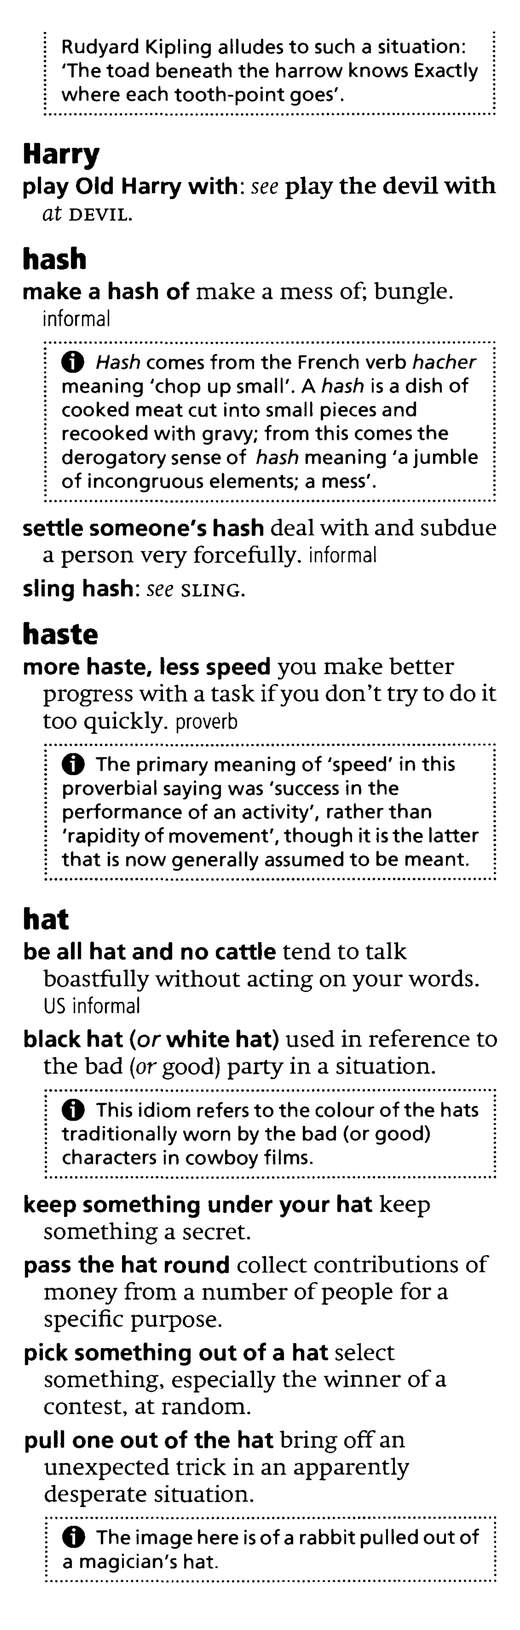 Rudyard Kipling alludes to such a situation:
'The toad beneath the harrow knows Exactly
where each tooth-point goes'.
Harry
play Old Harry with: see play the devil with
at DEVIL.
hash
make a hash of make a mess of; bungle.
informal
Hash comes from the French verb hacher
meaning 'chop up small'. A hash is a dish of
cooked meat cut into small pieces and
recooked with gravy; from this comes the
derogatory sense of hash meaning 'a jumble
of incongruous elements; a mess'.
settle someone's hash deal with and subdue
a person very forcefully. informal
sling hash: see SLING.
haste
more haste, less speed you make better
progress with a task if you don't try to do it
too quickly. proverb
The primary meaning of 'speed' in this
proverbial saying was 'success in the
performance of an activity', rather than
'rapidity of movement', though it is the latter
that is now generally assumed to be meant.
hat
be all hat and no cattle tend to talk
boastfully without acting on your words.
US informal
black hat (or white hat) used in reference to
the bad (or good) party in a situation.
This idiom refers to the colour of the hats
traditionally worn by the bad (or good)
characters in cowboy films.
keep something under your hat keep
something a secret.
pass the hat round collect contributions of
money from a number of people for a
specific purpose.
pick something out of a hat select
something, especially the winner of a
contest, at random.
pull one out of the hat bring off an
unexpected trick in an apparently
desperate situation.
The image here is of a rabbit pulled out of
a magician's hat.